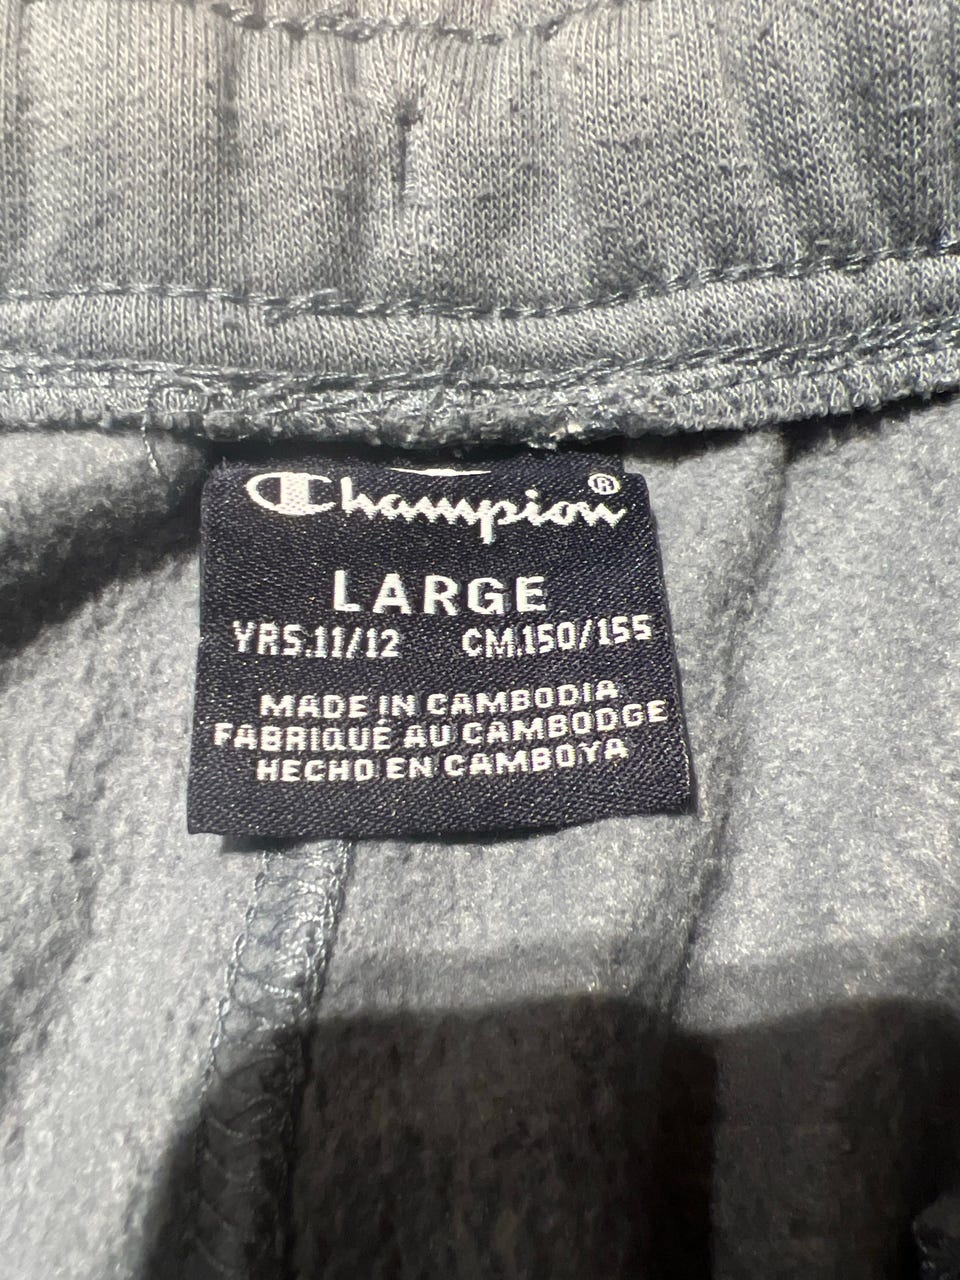 Champion®
LARGE
YRS.11/12 CM.150/155
MADE IN CAMBODIA
FABRIQUÉ AU CAMBODGE
HECHO EN CAMBOYA